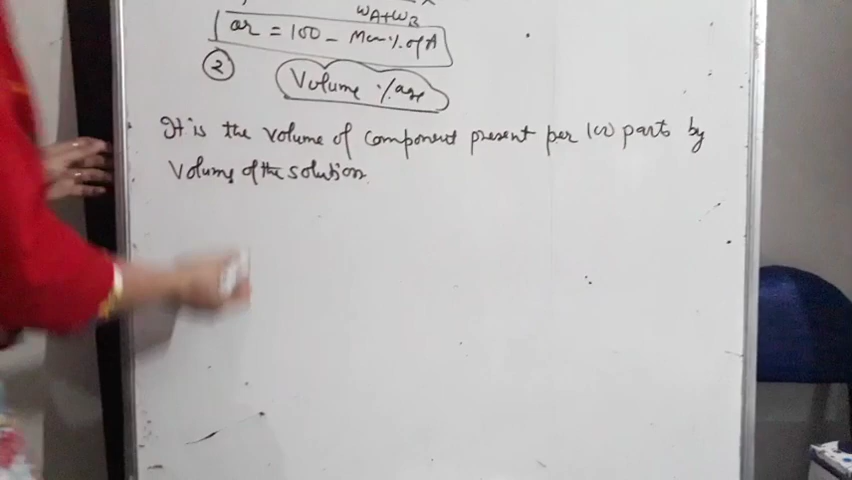 WA+WB
or = 100 - Mass % of A
2
Volume %age
It is the volume of component present per 100 parts by
Volume of the solution.